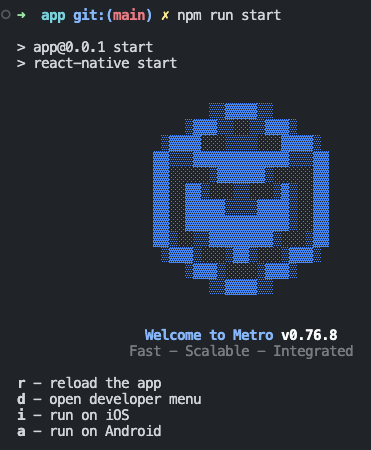 ➜ app git:(main) ✗ npm run start
> app@0.0.1 start
> react-native start
Welcome to Metro v0.76.8
Fast - Scalable - Integrated
r - reload the app
d - open developer menu
i - run on iOS
a - run on Android